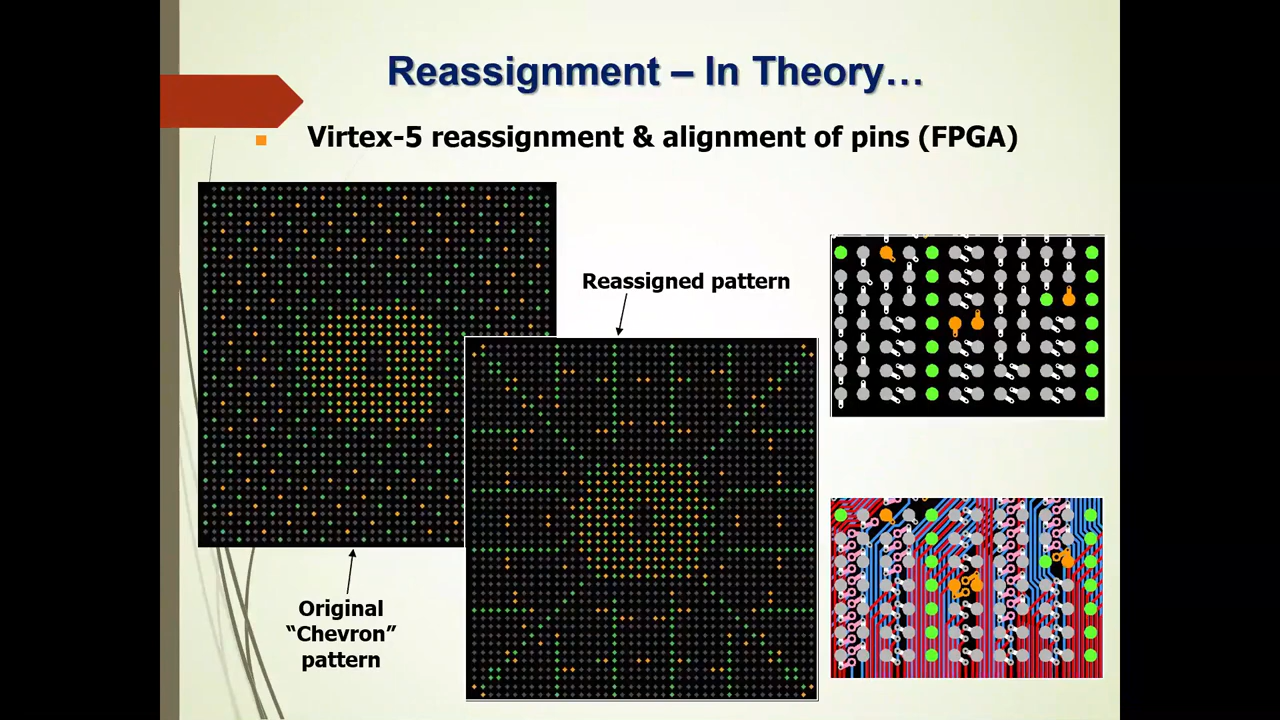 Reassignment – In Theory…
Virtex-5 reassignment & alignment of pins (FPGA)
Reassigned pattern
Original
“Chevron”
pattern